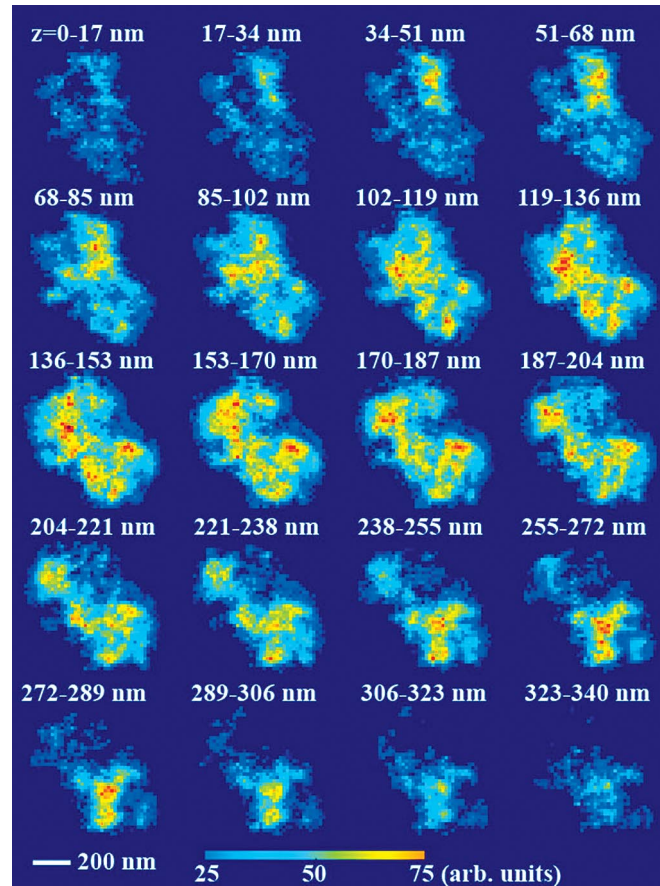 z=0-17 nm 17-34 nm 34-51 nm 51-68 nm
68-85 nm 85-102 nm 102-119 nm 119-136 nm
136-153 nm 153-170 nm 170-187 nm 187-204 nm
204-221 nm 221-238 nm 238-255 nm 255-272 nm
272-289 nm 289-306 nm 306-323 nm 323-340 nm
200 nm
25 50 75 (arb. units)